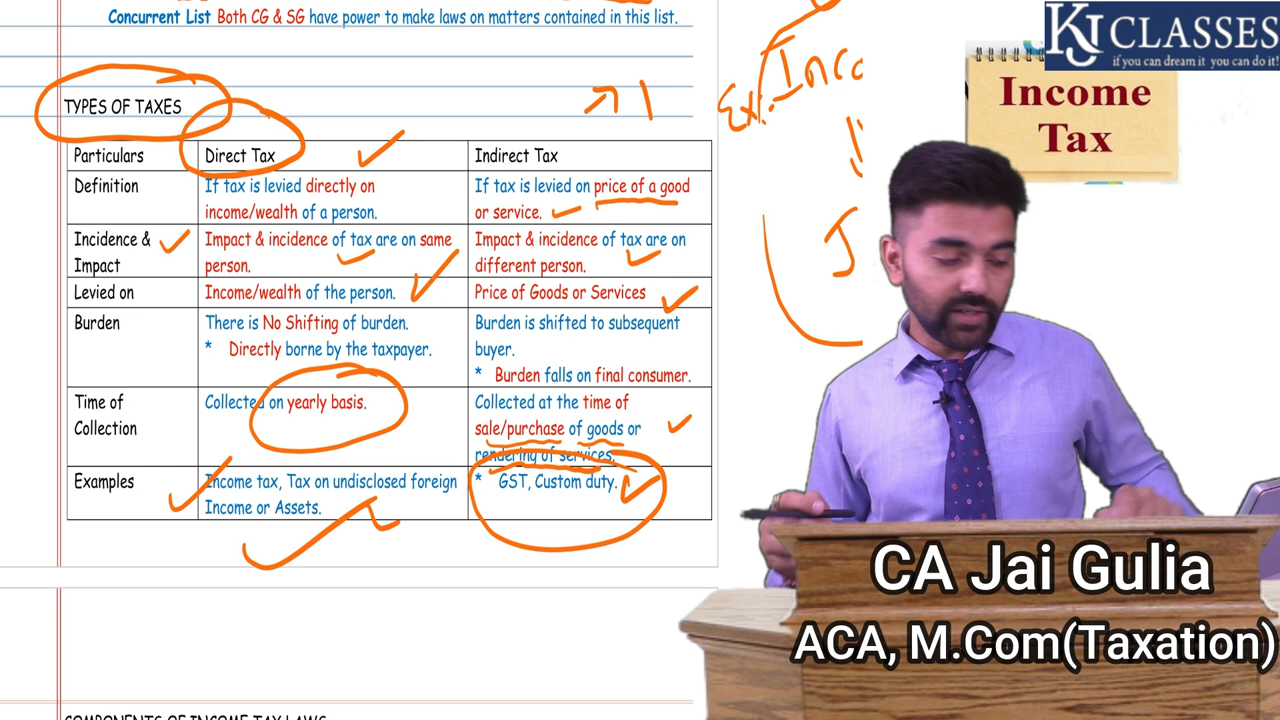 Concurrent List Both CG & SG have power to make laws on matters contained in this list.
KJ CLASSES
if you can dream it you can do it!
Income
Tax
Ex:. Inco
TYPES OF TAXES
Particulars Direct Tax Indirect Tax
Definition If tax is levied directly on If tax is levied on price of a good
income/wealth of a person. or service.
Incidence & Impact & incidence of tax are on same Impact & incidence of tax are on
Impact person. different person.
Levied on Income/wealth of the person. Price of Goods or Services
Burden There is No Shifting of burden. Burden is shifted to subsequent
* Directly borne by the taxpayer. buyer.
* Burden falls on final consumer.
Time of Collected on yearly basis. Collected at the time of
Collection sale/purchase of goods or
rendering of services.
Examples Income tax, Tax on undisclosed foreign * GST, Custom duty.
Income or Assets.
CA Jai Gulia
ACA, M.Com(Taxation)
COMPONENTS OF INCOME TAX LAWS